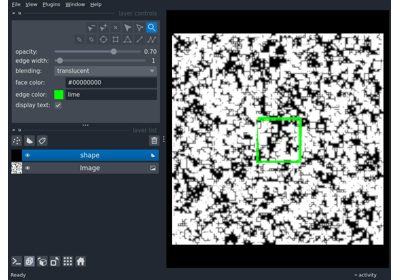 File View Plugins Window Help
layer controls
opacity: 0.70
edge width: 1
blending: translucent
face color: #00000000
edge color: lime
display text:
layer list
shape
Image
Ready
activity